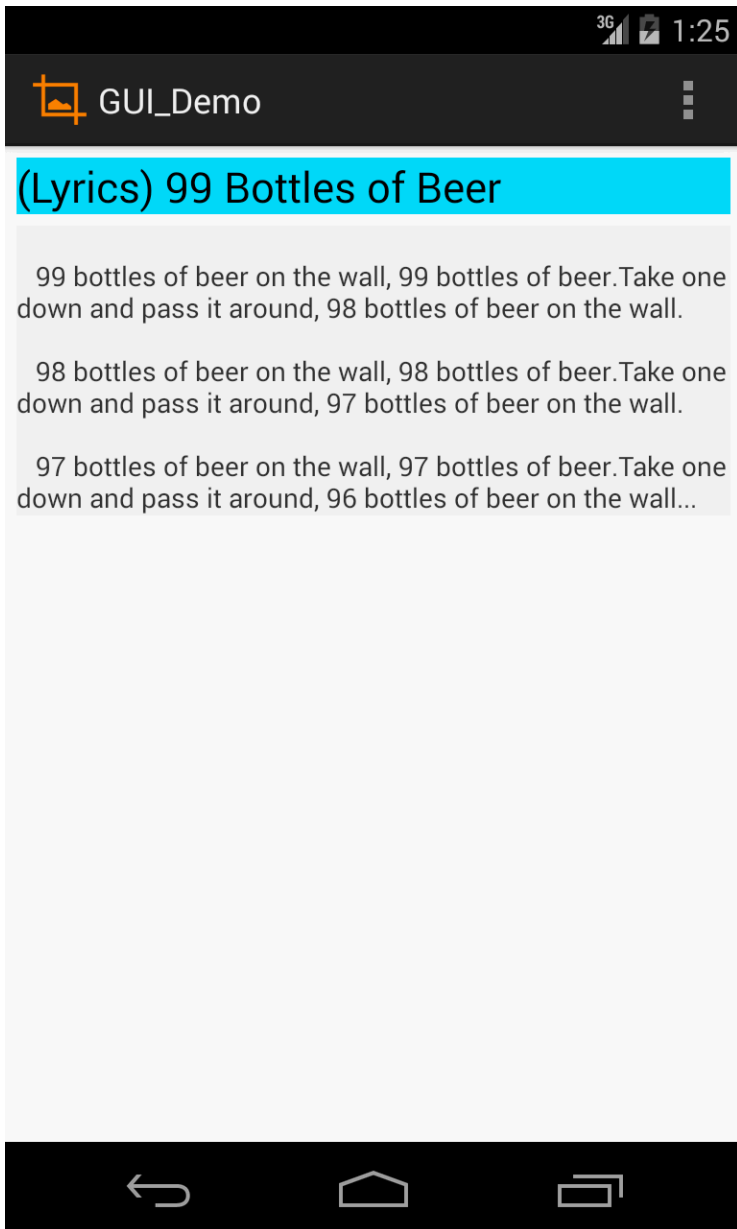 3G 1:25
GUI_Demo
(Lyrics) 99 Bottles of Beer
99 bottles of beer on the wall, 99 bottles of beer.Take one
down and pass it around, 98 bottles of beer on the wall.
98 bottles of beer on the wall, 98 bottles of beer.Take one
down and pass it around, 97 bottles of beer on the wall.
97 bottles of beer on the wall, 97 bottles of beer.Take one
down and pass it around, 96 bottles of beer on the wall...